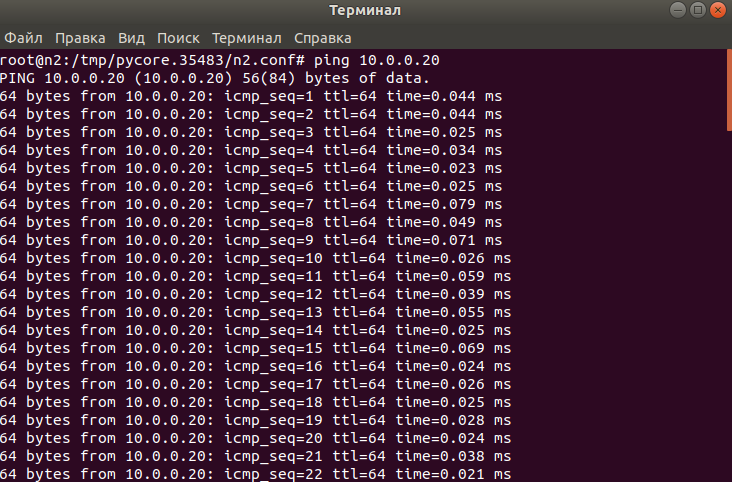 Терминал
Файл Правка Вид Поиск Терминал Справка
root@n2:/tmp/pycore.35483/n2.conf# ping 10.0.0.20
PING 10.0.0.20 (10.0.0.20) 56(84) bytes of data.
64 bytes from 10.0.0.20: icmp_seq=1 ttl=64 time=0.044 ms
64 bytes from 10.0.0.20: icmp_seq=2 ttl=64 time=0.044 ms
64 bytes from 10.0.0.20: icmp_seq=3 ttl=64 time=0.025 ms
64 bytes from 10.0.0.20: icmp_seq=4 ttl=64 time=0.034 ms
64 bytes from 10.0.0.20: icmp_seq=5 ttl=64 time=0.023 ms
64 bytes from 10.0.0.20: icmp_seq=6 ttl=64 time=0.025 ms
64 bytes from 10.0.0.20: icmp_seq=7 ttl=64 time=0.079 ms
64 bytes from 10.0.0.20: icmp_seq=8 ttl=64 time=0.049 ms
64 bytes from 10.0.0.20: icmp_seq=9 ttl=64 time=0.071 ms
64 bytes from 10.0.0.20: icmp_seq=10 ttl=64 time=0.026 ms
64 bytes from 10.0.0.20: icmp_seq=11 ttl=64 time=0.059 ms
64 bytes from 10.0.0.20: icmp_seq=12 ttl=64 time=0.039 ms
64 bytes from 10.0.0.20: icmp_seq=13 ttl=64 time=0.055 ms
64 bytes from 10.0.0.20: icmp_seq=14 ttl=64 time=0.025 ms
64 bytes from 10.0.0.20: icmp_seq=15 ttl=64 time=0.069 ms
64 bytes from 10.0.0.20: icmp_seq=16 ttl=64 time=0.024 ms
64 bytes from 10.0.0.20: icmp_seq=17 ttl=64 time=0.026 ms
64 bytes from 10.0.0.20: icmp_seq=18 ttl=64 time=0.025 ms
64 bytes from 10.0.0.20: icmp_seq=19 ttl=64 time=0.028 ms
64 bytes from 10.0.0.20: icmp_seq=20 ttl=64 time=0.024 ms
64 bytes from 10.0.0.20: icmp_seq=21 ttl=64 time=0.038 ms
64 bytes from 10.0.0.20: icmp_seq=22 ttl=64 time=0.021 ms